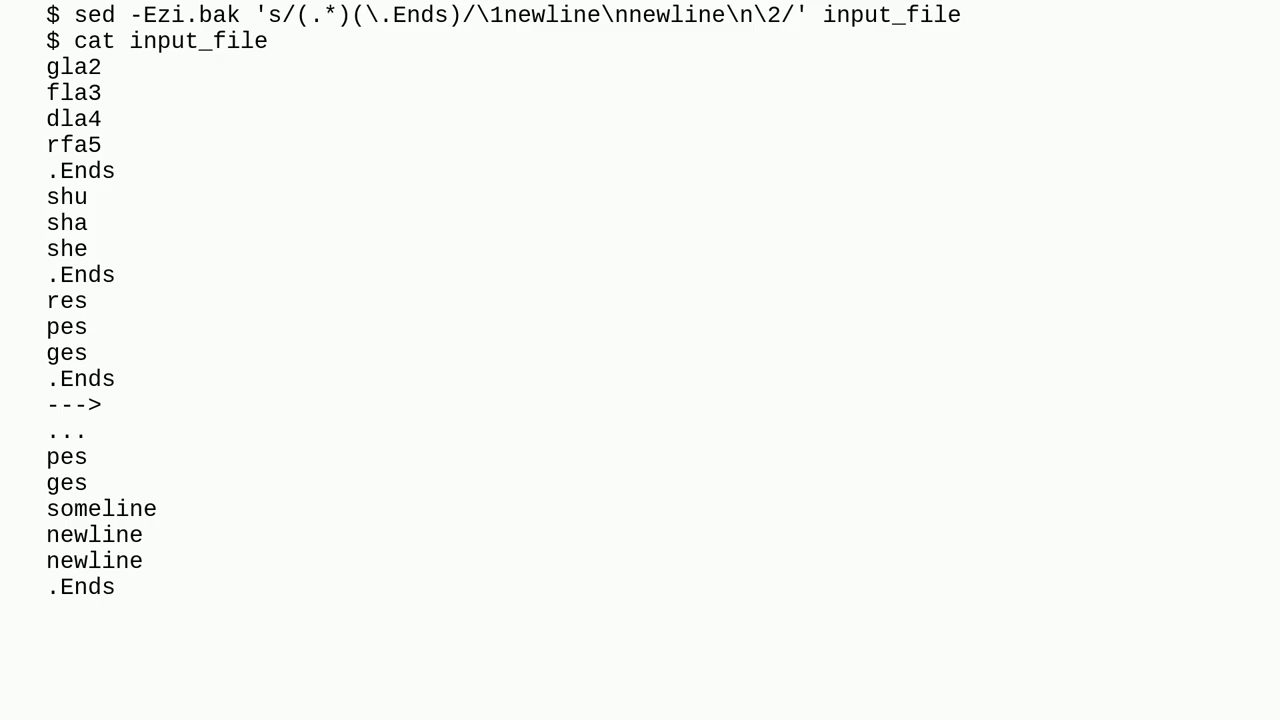 $ sed -Ezi.bak 's/(.*)(\.Ends)/\1newline\nnewline\n\2/' input_file
$ cat input_file
gla2
fla3
dla4
rfa5
.Ends
shu
sha
she
.Ends
res
pes
ges
.Ends
--->
...
pes
ges
someline
newline
newline
.Ends